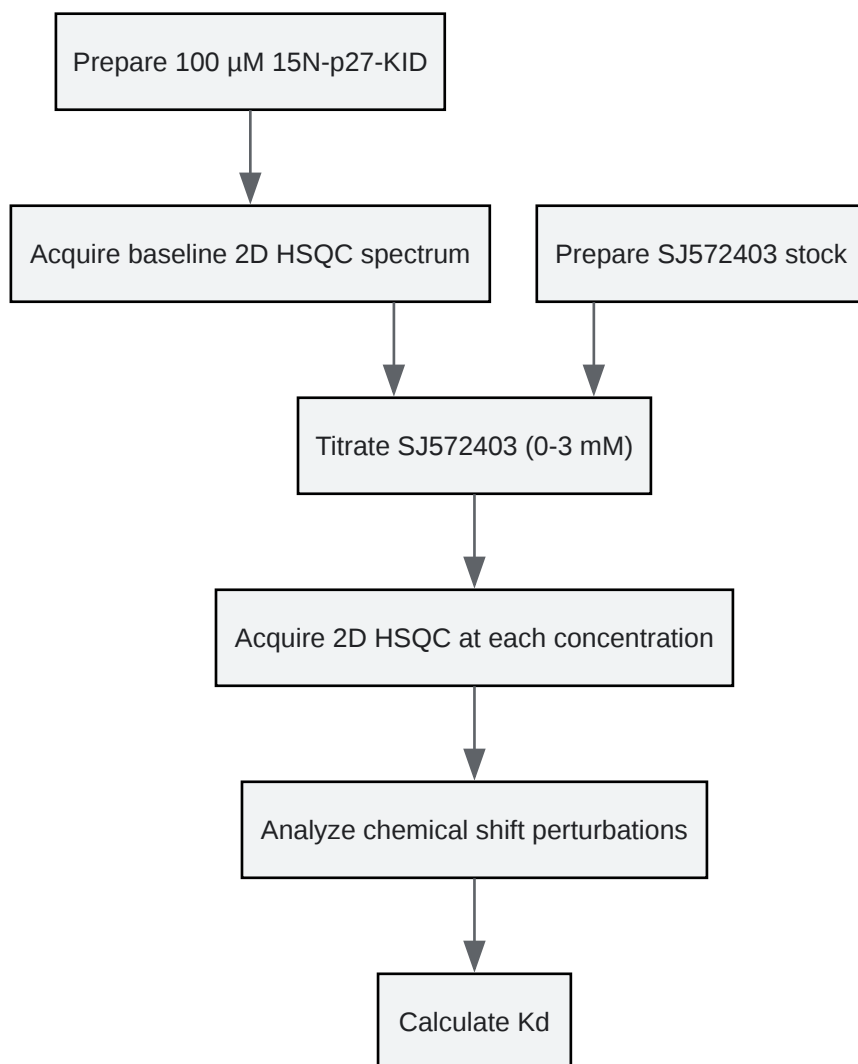 Prepare 100 µM 15N-p27-KID
Acquire baseline 2D HSQC spectrum
Prepare SJ572403 stock
Titrate SJ572403 (0-3 mM)
Acquire 2D HSQC at each concentration
Analyze chemical shift perturbations
Calculate Kd